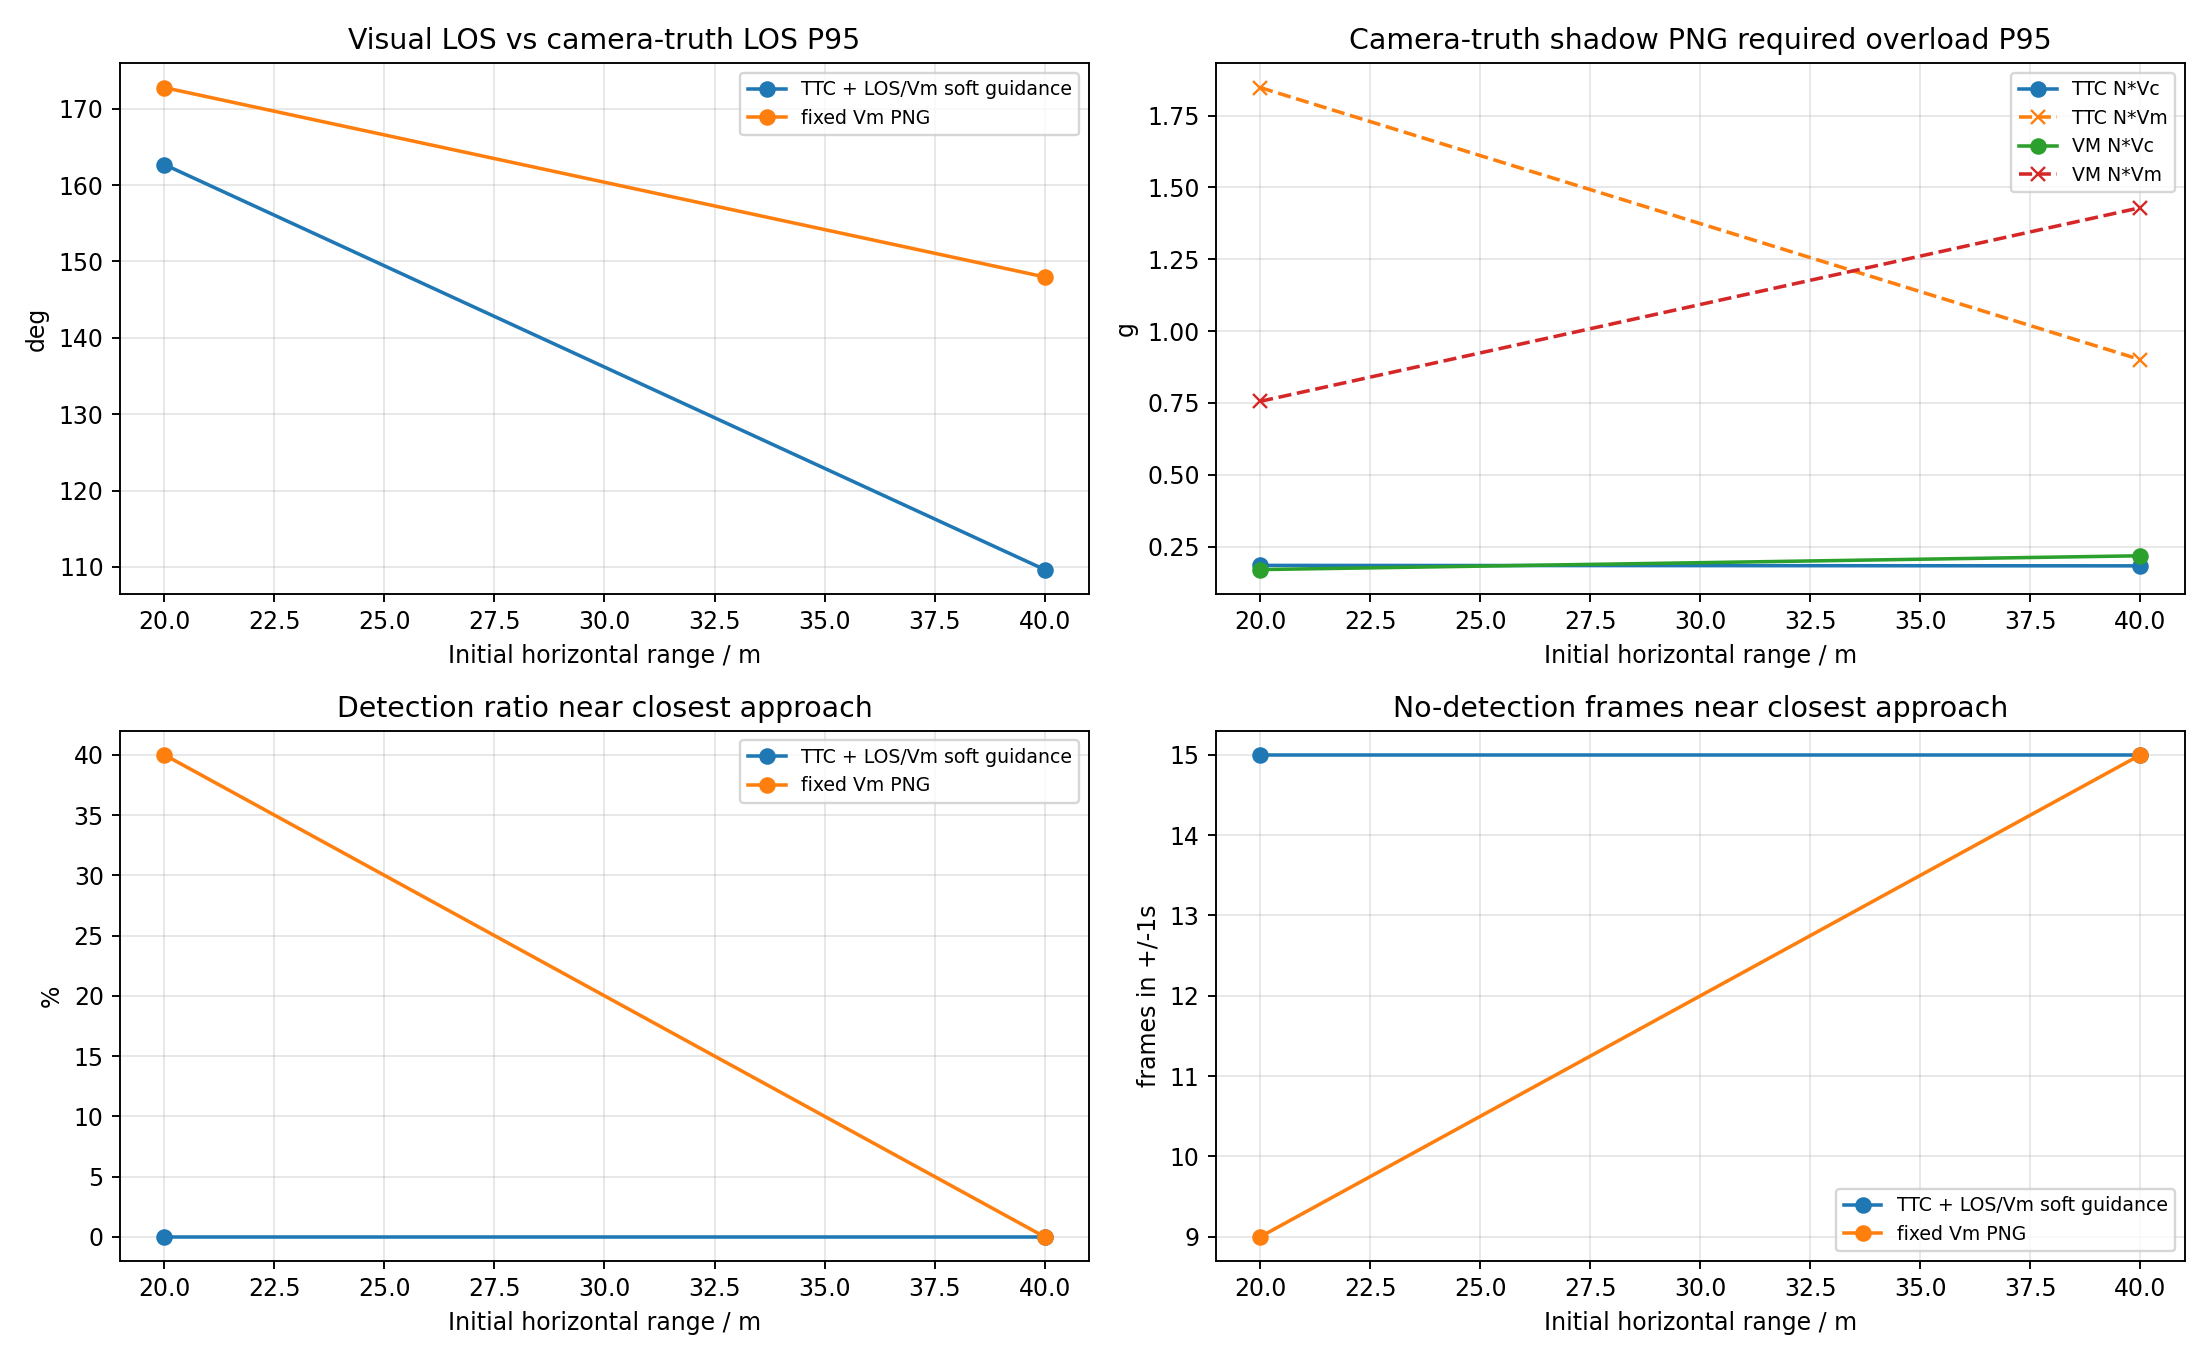 Visual LOS vs camera-truth LOS P95
deg
170
160
150
140
130
120
110
TTC + LOS/Vm soft guidance
fixed Vm PNG
20.0 22.5 25.0 27.5 30.0 32.5 35.0 37.5 40.0
Initial horizontal range / m
Camera-truth shadow PNG required overload P95
g
1.75
1.50
1.25
1.00
0.75
0.50
0.25
TTC N*Vc
TTC N*Vm
VM N*Vc
VM N*Vm
20.0 22.5 25.0 27.5 30.0 32.5 35.0 37.5 40.0
Initial horizontal range / m
Detection ratio near closest approach
%
40
35
30
25
20
15
10
5
0
TTC + LOS/Vm soft guidance
fixed Vm PNG
20.0 22.5 25.0 27.5 30.0 32.5 35.0 37.5 40.0
Initial horizontal range / m
No-detection frames near closest approach
frames in +/-1s
15
14
13
12
11
10
9
TTC + LOS/Vm soft guidance
fixed Vm PNG
20.0 22.5 25.0 27.5 30.0 32.5 35.0 37.5 40.0
Initial horizontal range / m